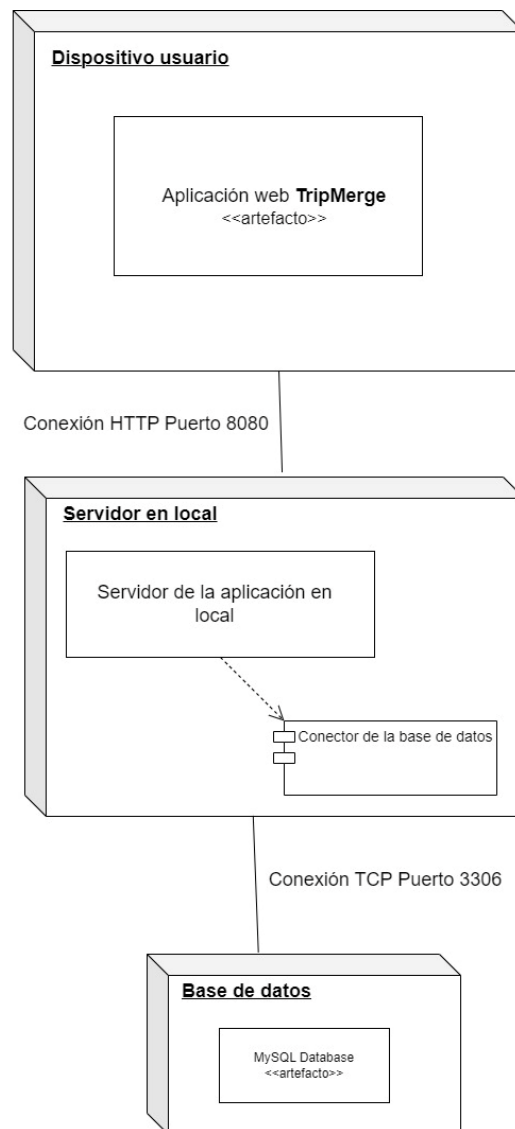 Dispositivo usuario
Aplicación web TripMerge
<<artefacto>>
Conexión HTTP Puerto 8080
Servidor en local
Servidor de la aplicación en
local
Conector de la base de datos
Conexión TCP Puerto 3306
Base de datos
MySQL Database
<<artefacto>>